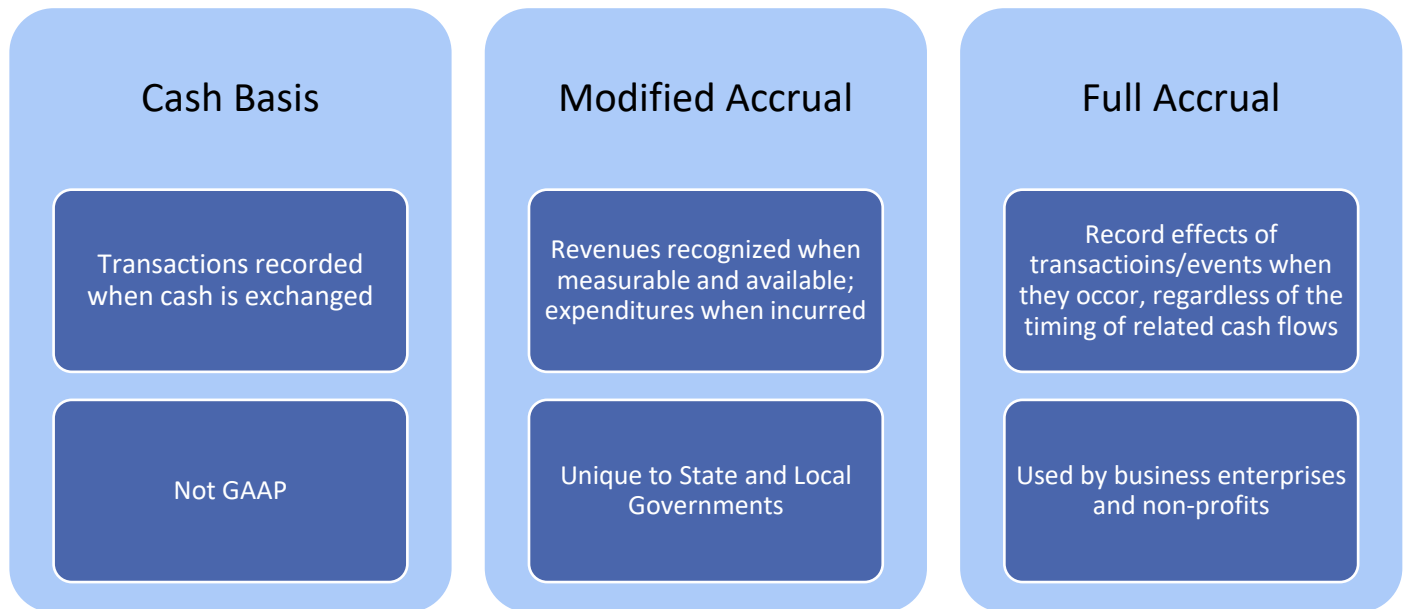 Cash Basis
Transactions recorded
when cash is exchanged
Not GAAP
Modified Accrual
Revenues recognized when
measurable and available;
expenditures when incurred
Unique to State and Local
Governments
Full Accrual
Record effects of
transactioins/events when
they occor, regardless of the
timing of related cash flows
Used by business enterprises
and non-profits